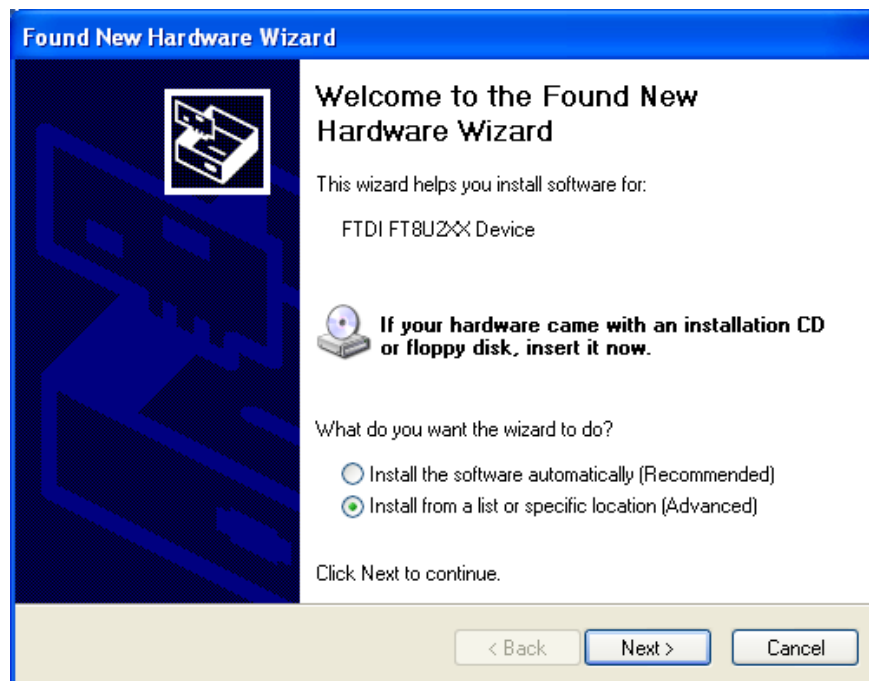 Found New Hardware Wizard
Welcome to the Found New
Hardware Wizard
This wizard helps you install software for:
FTDI FT8U2XX Device
If your hardware came with an installation CD
or floppy disk, insert it now.
What do you want the wizard to do?
Install the software automatically (Recommended)
Install from a list or specific location (Advanced)
Click Next to continue.
< Back
Next >
Cancel